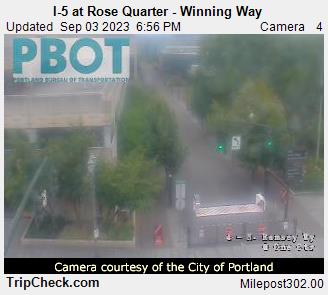 I-5 at Rose Quarter - Winning Way
Updated Sep 03 2023 6:56 PM Camera 4
PBOT
PORTLAND BUREAU OF TRANSPORTATION
Camera courtesy of the City of Portland
TripCheck.com Milepost302.00